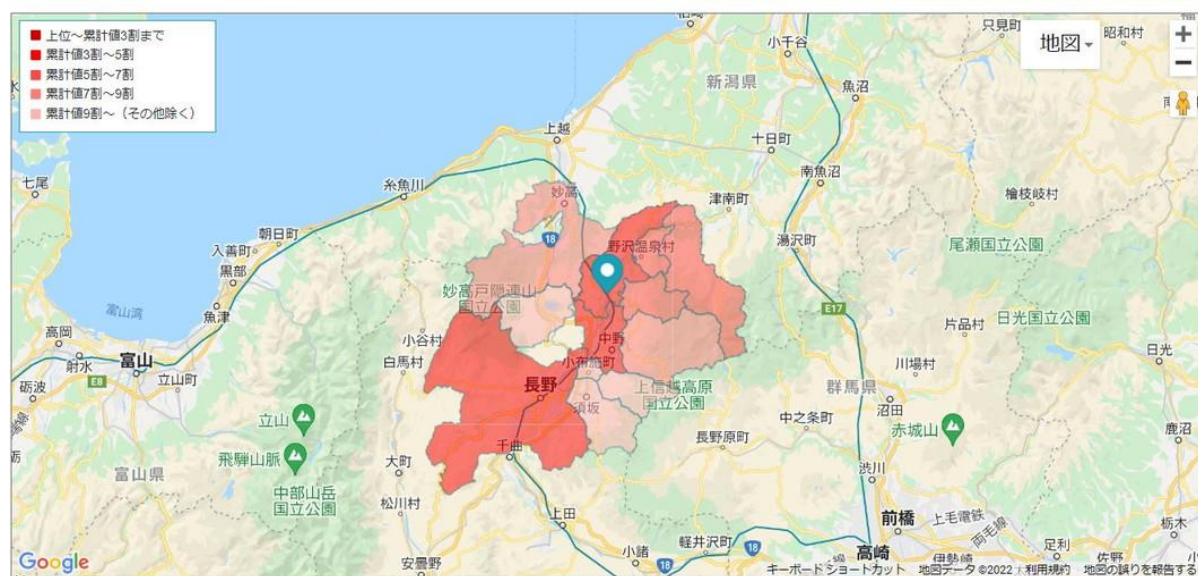 上位～累計値3割まで
累計値3割～5割
累計値5割～7割
累計値7割～9割
累計値9割～（その他除く）
地図
柏崎
只見町
昭和村
小千谷
新潟県
魚沼
上越
十日町
南魚沼
七尾
糸魚川
妙高
津南町
檜枝岐村
朝日町
入善町
黒部
18
野沢温泉村
湯沢町
尾瀬国立公園
富山湾
魚津
妙高戸隠連山
国立公園
E17
片品村
日光国立公園
高岡
射水
富山
小谷村
白馬村
中野
小布施町
日光
砺波
E8
立山町
長野
須坂
上信越高原
国立公園
群馬県
川場村
沼田
立山
中之条町
赤城山
鹿沼
千曲
長野原町
富山県
飛騨山脈
大町
渋川
中部山岳
国立公園
松川村
上田
前橋
上毛電鉄
両毛線
栃木
安曇野
小諸
軽井沢町
18
高崎
伊勢崎
足利
佐野
Google
キーボード ショートカット
地図データ ©2022
利用規約
地図の誤りを報告する